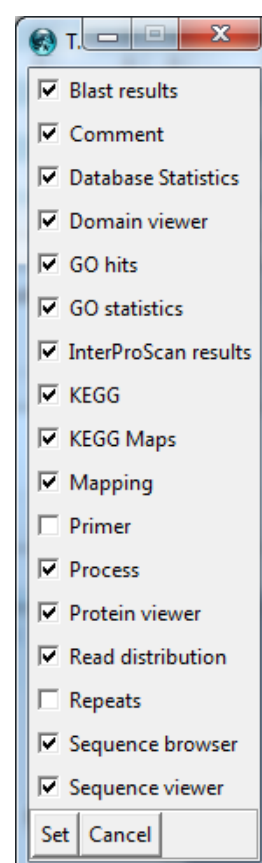 T.
Blast results
Comment
Database Statistics
Domain viewer
GO hits
GO statistics
InterProScan results
KEGG
KEGG Maps
Mapping
Primer
Process
Protein viewer
Read distribution
Repeats
Sequence browser
Sequence viewer
Set Cancel